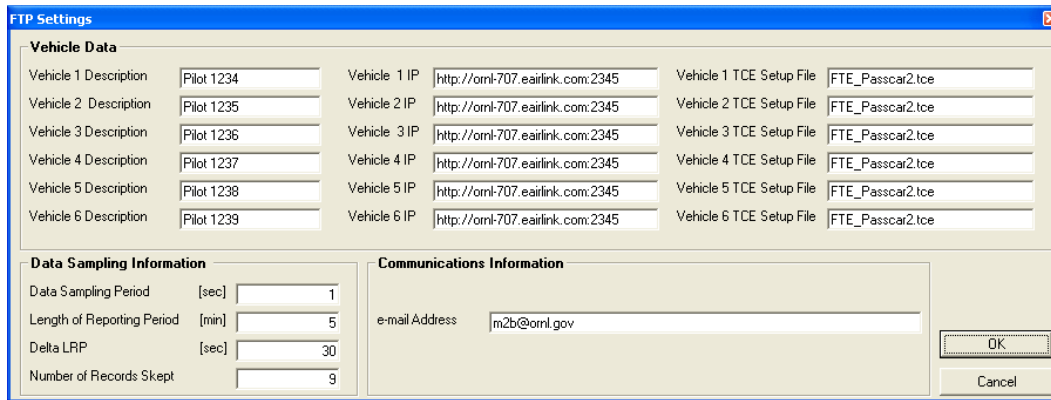 FTP Settings
Vehicle Data
Vehicle 1 Description Pilot 1234 Vehicle 1 IP http://ornl-707.eairlink.com:2345 Vehicle 1 TCE Setup File FTE_Passcar2.tce
Vehicle 2 Description Pilot 1235 Vehicle 2 IP http://ornl-707.eairlink.com:2345 Vehicle 2 TCE Setup File FTE_Passcar2.tce
Vehicle 3 Description Pilot 1236 Vehicle 3 IP http://ornl-707.eairlink.com:2345 Vehicle 3 TCE Setup File FTE_Passcar2.tce
Vehicle 4 Description Pilot 1237 Vehicle 4 IP http://ornl-707.eairlink.com:2345 Vehicle 4 TCE Setup File FTE_Passcar2.tce
Vehicle 5 Description Pilot 1238 Vehicle 5 IP http://ornl-707.eairlink.com:2345 Vehicle 5 TCE Setup File FTE_Passcar2.tce
Vehicle 6 Description Pilot 1239 Vehicle 6 IP http://ornl-707.eairlink.com:2345 Vehicle 6 TCE Setup File FTE_Passcar2.tce
Data Sampling Information
Data Sampling Period [sec] 1
Length of Reporting Period [min] 5
Delta LRP [sec] 30
Number of Records Skept 9
Communications Information
e-mail Address m2b@ornl.gov
OK
Cancel